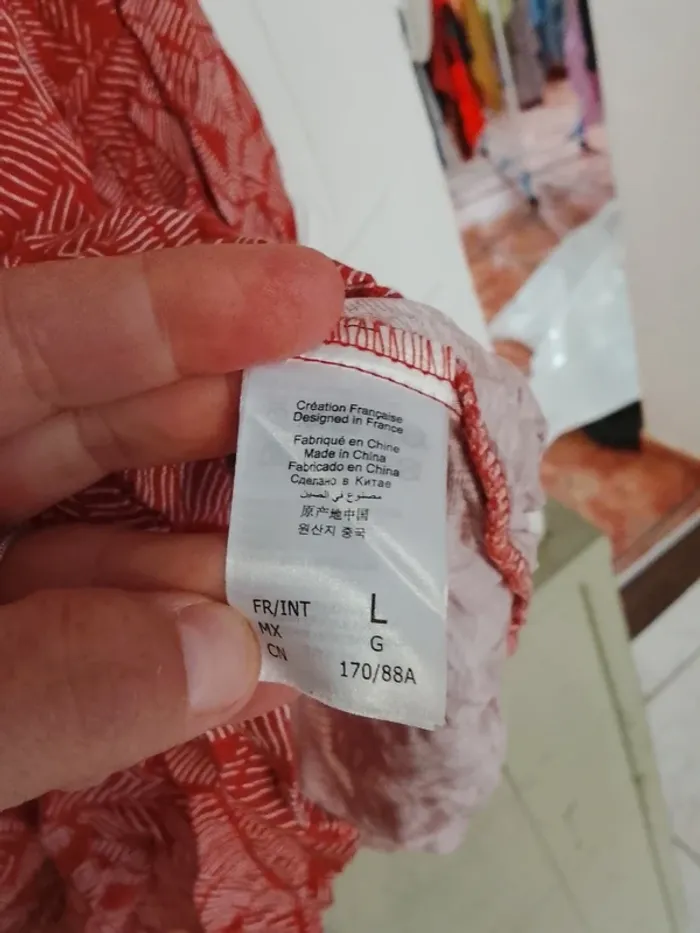 Création Française
Designed in France
Fabriqué en Chine
Made in China
Fabricado en China
Сделано в Китае
مصنوع في الصين
原产地中国
원산지 중국
FR/INT L
MX G
CN 170/88A